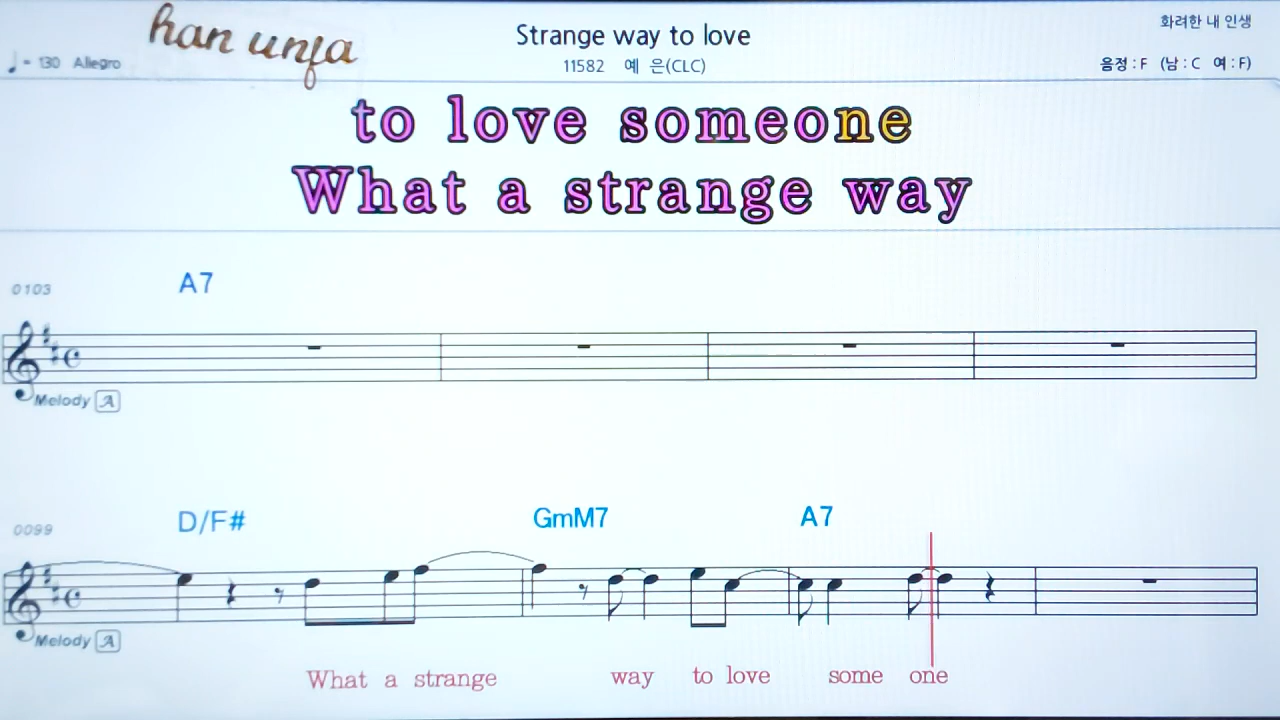 han unja
Strange way to love
화려한 내 인생
♩= 130 Allegro
11582 예 은(CLC)
음정 : F (남 : C 여 : F)
to love someone
What a strange way
0103
A7
Melody A
0099
D/F# GmM7 A7
Melody A
What a strange way to love some one